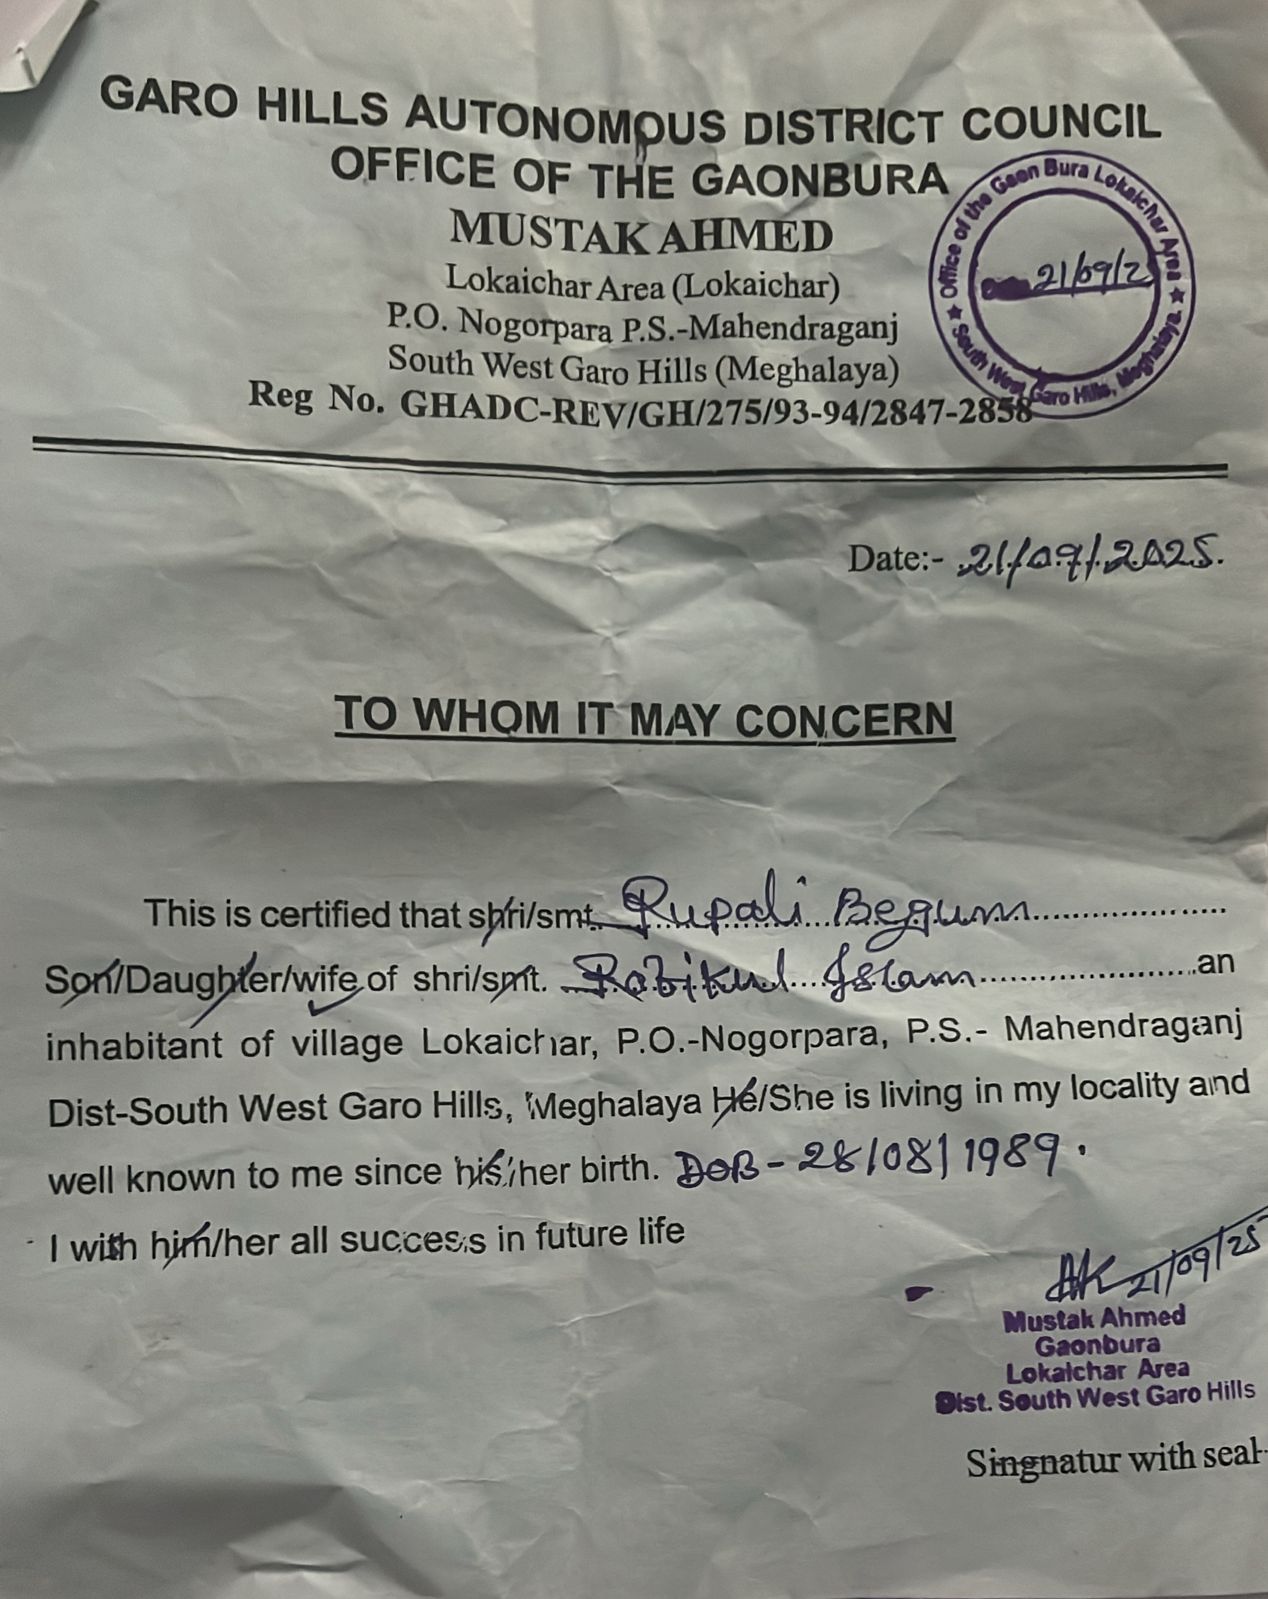 GARO HILLS AUTONOMOUS DISTRICT COUNCIL
OFFICE OF THE GAONBURA
MUSTAK AHMED
Lokaichar Area (Lokaichar)
P.O. Nogorpara P.S.-Mahendraganj
South West Garo Hills (Meghalaya)
Reg No. GHADC-REV/GH/275/93-94/2847-2858
Office of the Gaon Bura Lokaichar Area
★ South West Garo Hills, Meghalaya. ★
21/09/25
Date:- 21/09/2025.
TO WHOM IT MAY CONCERN
This is certified that shri/smt. Rupali Begum
Son/Daughter/wife of shri/smt. Rabikul Islam an
inhabitant of village Lokaichar, P.O.-Nogorpara, P.S.- Mahendraganj
Dist-South West Garo Hills, Meghalaya He/She is living in my locality and
well known to me since his/her birth. DOB - 28/08/1989.
I with him/her all success in future life
21/09/25
Mustak Ahmed
Gaonbura
Lokaichar Area
Dist. South West Garo Hills
Singnatur with seal